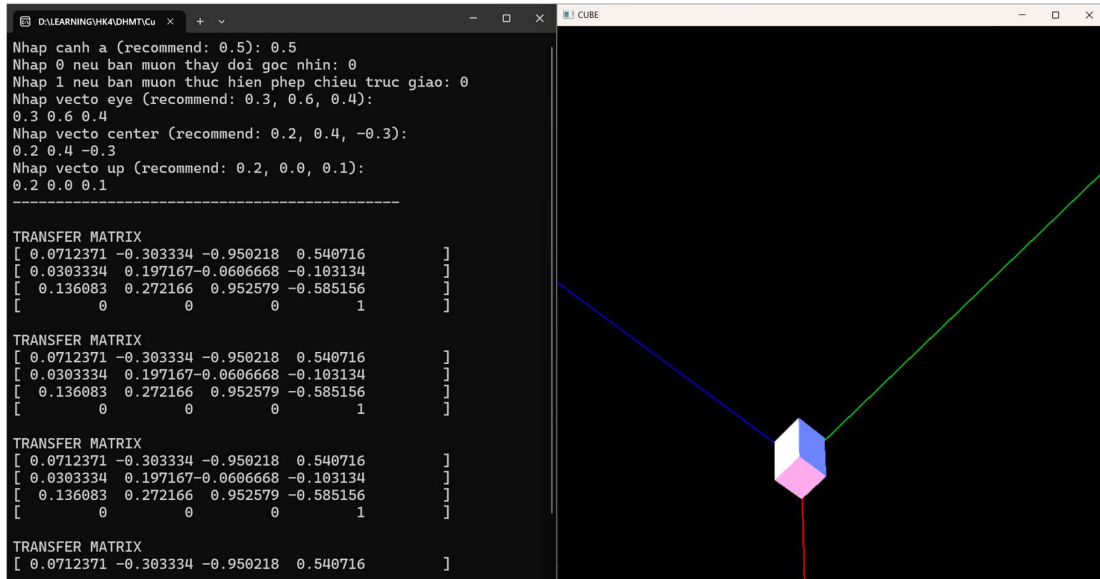 D:\LEARNING\HK4\DHMT\Cu
CUBE
Nhap canh a (recommend: 0.5): 0.5
Nhap 0 neu ban muon thay doi goc nhin: 0
Nhap 1 neu ban muon thuc hien phep chieu truc giao: 0
Nhap vecto eye (recommend: 0.3, 0.6, 0.4):
0.3 0.6 0.4
Nhap vecto center (recommend: 0.2, 0.4, -0.3):
0.2 0.4 -0.3
Nhap vecto up (recommend: 0.2, 0.0, 0.1):
0.2 0.0 0.1
---------------------------------------------
TRANSFER MATRIX
[ 0.0712371 -0.303334 -0.950218 0.540716 ]
[ 0.0303334 0.197167-0.0606668 -0.103134 ]
[ 0.136083 0.272166 0.952579 -0.585156 ]
[ 0 0 0 1 ]
TRANSFER MATRIX
[ 0.0712371 -0.303334 -0.950218 0.540716 ]
[ 0.0303334 0.197167-0.0606668 -0.103134 ]
[ 0.136083 0.272166 0.952579 -0.585156 ]
[ 0 0 0 1 ]
TRANSFER MATRIX
[ 0.0712371 -0.303334 -0.950218 0.540716 ]
[ 0.0303334 0.197167-0.0606668 -0.103134 ]
[ 0.136083 0.272166 0.952579 -0.585156 ]
[ 0 0 0 1 ]
TRANSFER MATRIX
[ 0.0712371 -0.303334 -0.950218 0.540716 ]